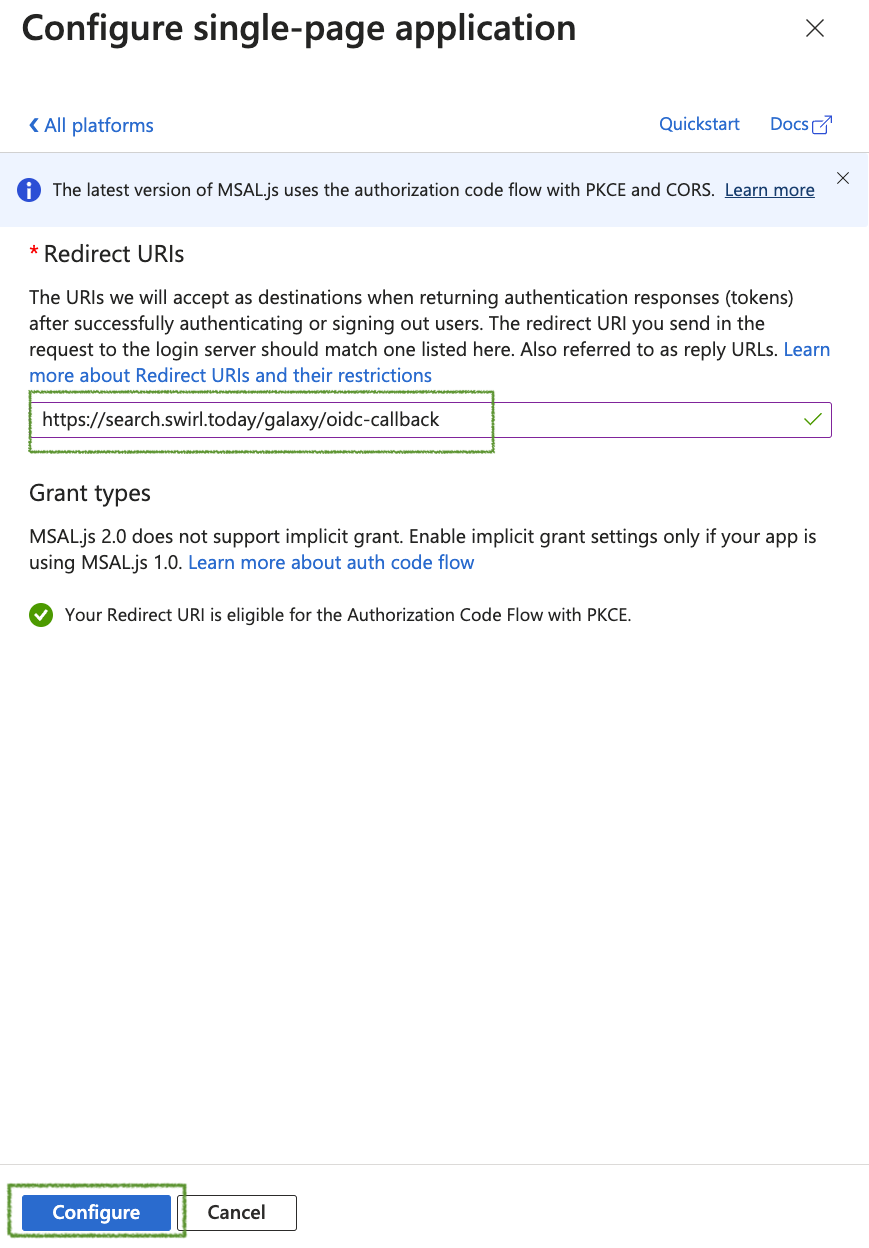 Configure single-page application
All platforms
Quickstart
Docs
The latest version of MSAL.js uses the authorization code flow with PKCE and CORS. Learn more
* Redirect URIs
The URIs we will accept as destinations when returning authentication responses (tokens)
after successfully authenticating or signing out users. The redirect URI you send in the
request to the login server should match one listed here. Also referred to as reply URLs. Learn
more about Redirect URIs and their restrictions
https://search.swirl.today/galaxy/oidc-callback
Grant types
MSAL.js 2.0 does not support implicit grant. Enable implicit grant settings only if your app is
using MSAL.js 1.0. Learn more about auth code flow
Your Redirect URI is eligible for the Authorization Code Flow with PKCE.
Configure
Cancel